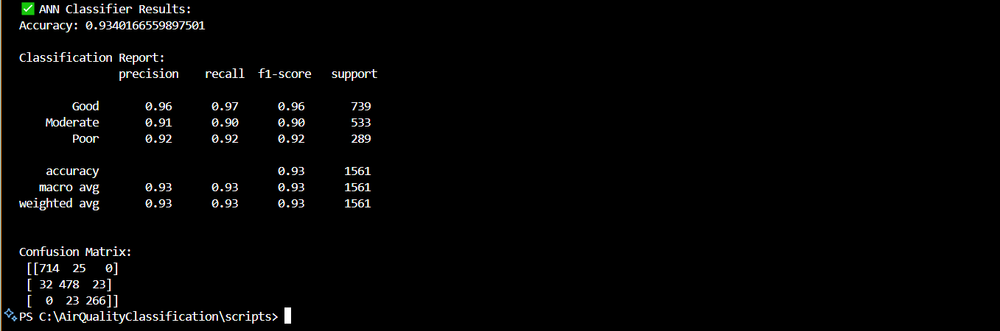 ✅ ANN Classifier Results:
Accuracy: 0.9340166559897501
Classification Report:
precision recall f1-score support
Good 0.96 0.97 0.96 739
Moderate 0.91 0.90 0.90 533
Poor 0.92 0.92 0.92 289
accuracy 0.93 1561
macro avg 0.93 0.93 0.93 1561
weighted avg 0.93 0.93 0.93 1561
Confusion Matrix:
[[714 25 0]
[ 32 478 23]
[ 0 23 266]]
PS C:\AirQualityClassification\scripts>